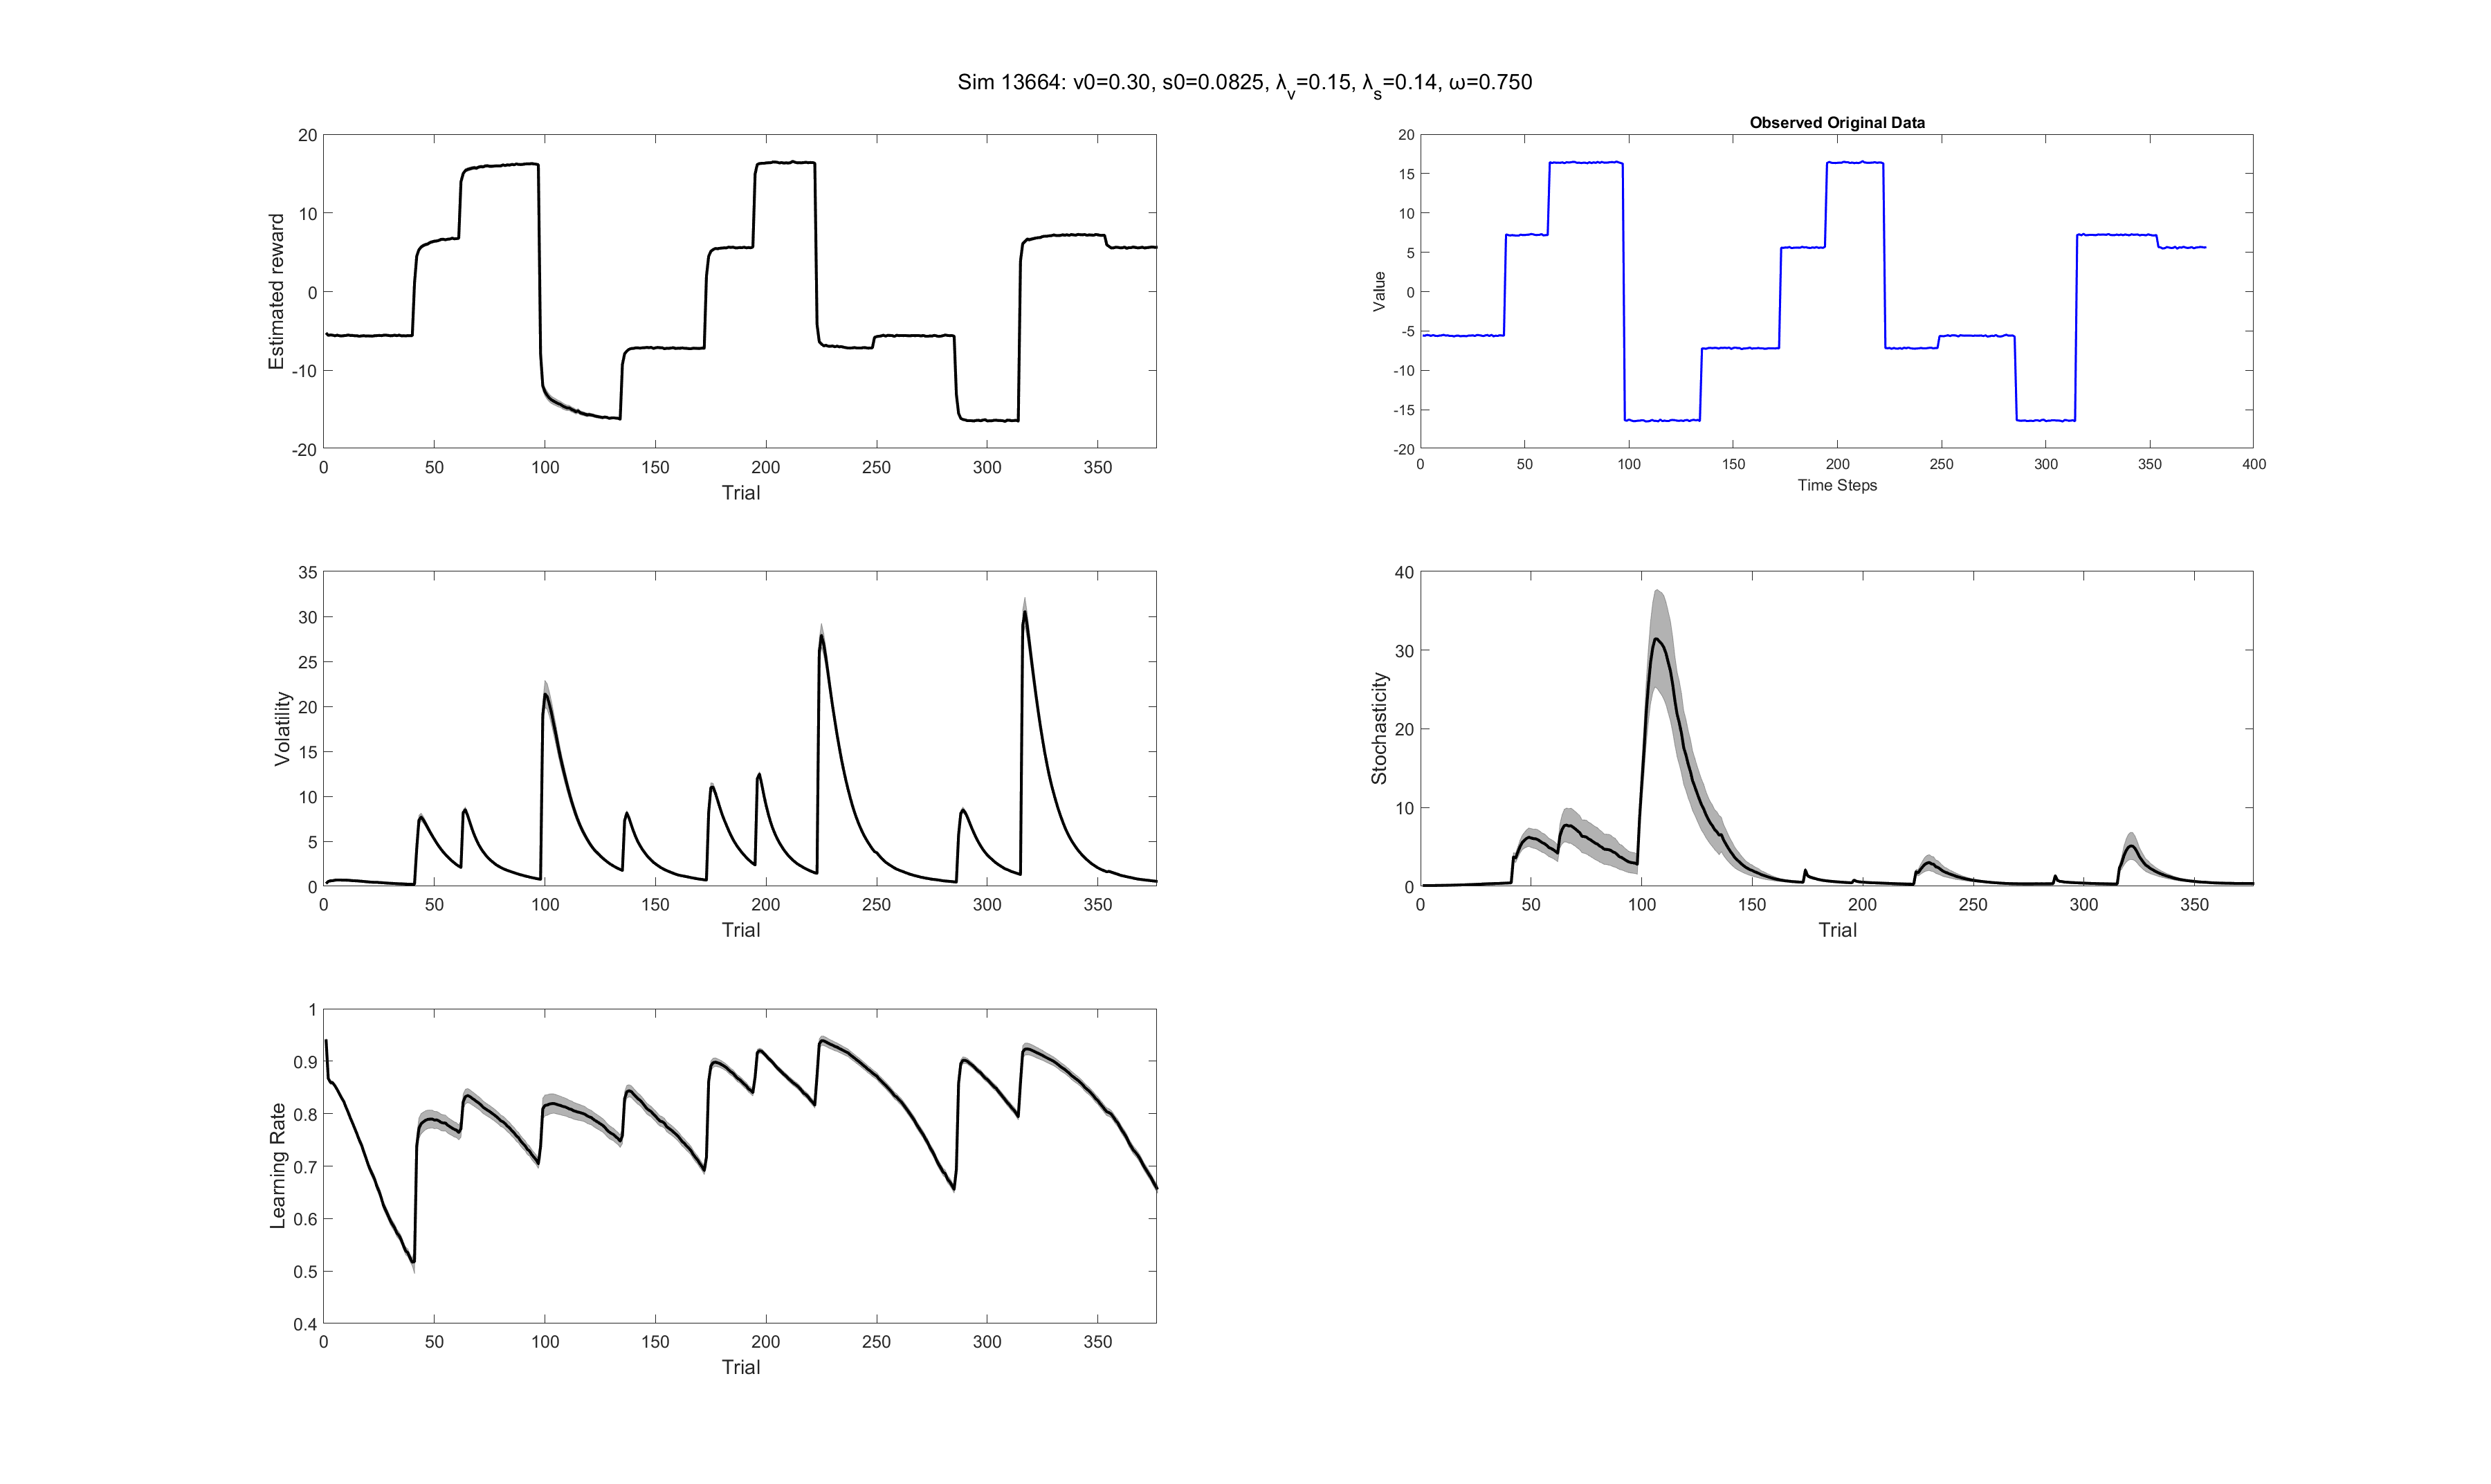 Sim 13664: v0=0.30, s0=0.0825, λv=0.15, λs=0.14, ω=0.750
20
10
0
-10
-20
Estimated reward
0 50 100 150 200 250 300 350
Trial
Observed Original Data
20
15
10
5
0
-5
-10
-15
-20
Value
0 50 100 150 200 250 300 350 400
Time Steps
35
30
25
20
15
10
5
0
Volatility
0 50 100 150 200 250 300 350
Trial
40
30
20
10
0
Stochasticity
0 50 100 150 200 250 300 350
Trial
1
0.9
0.8
0.7
0.6
0.5
0.4
Learning Rate
0 50 100 150 200 250 300 350
Trial